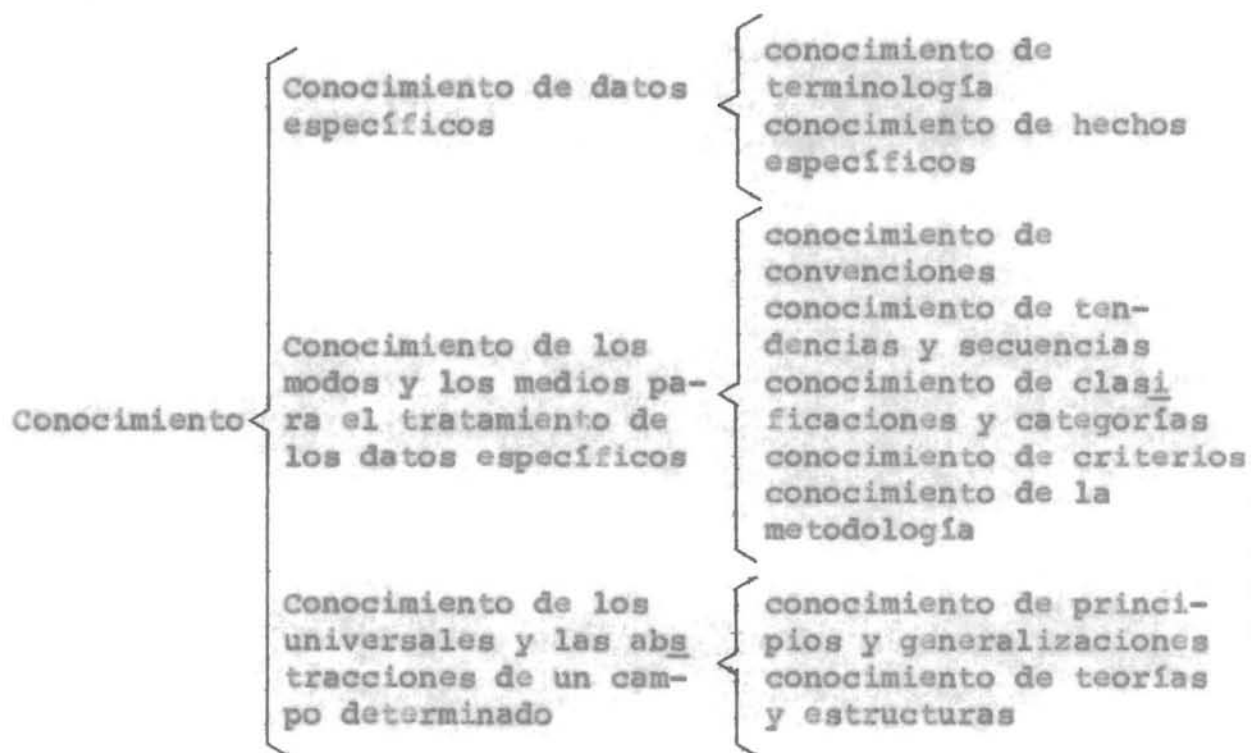 conocimiento de
terminología
conocimiento de hechos
específicos
Conocimiento de datos
específicos
conocimiento de
convenciones
conocimiento de ten-
dencias y secuencias
conocimiento de clasi
ficaciones y categorías
conocimiento de criterios
conocimiento de la
metodología
Conocimiento de los
modos y los medios pa-
ra el tratamiento de
los datos específicos
Conocimiento
Conocimiento de los
universales y las abs
tracciones de un cam-
po determinado
conocimiento de princi-
pios y generalizaciones
conocimiento de teorías
y estructuras